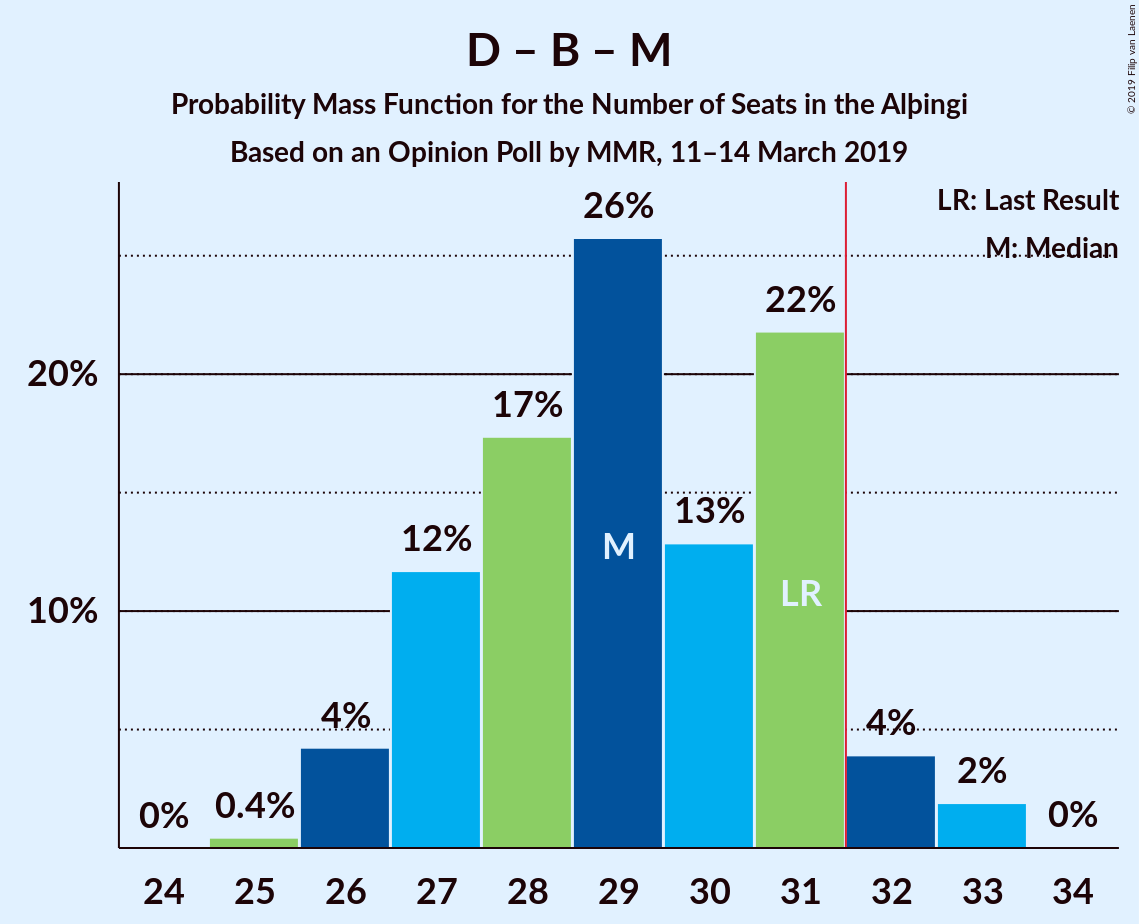 D – B – M
Probability Mass Function for the Number of Seats in the Alþingi
Based on an Opinion Poll by MMR, 11–14 March 2019
© 2019 Filip van Laenen
LR: Last Result
M: Median
26%
22%
20%
17%
13%
12%
M
LR
10%
4%
4%
2%
0%
0.4%
0%
24 25 26 27 28 29 30 31 32 33 34